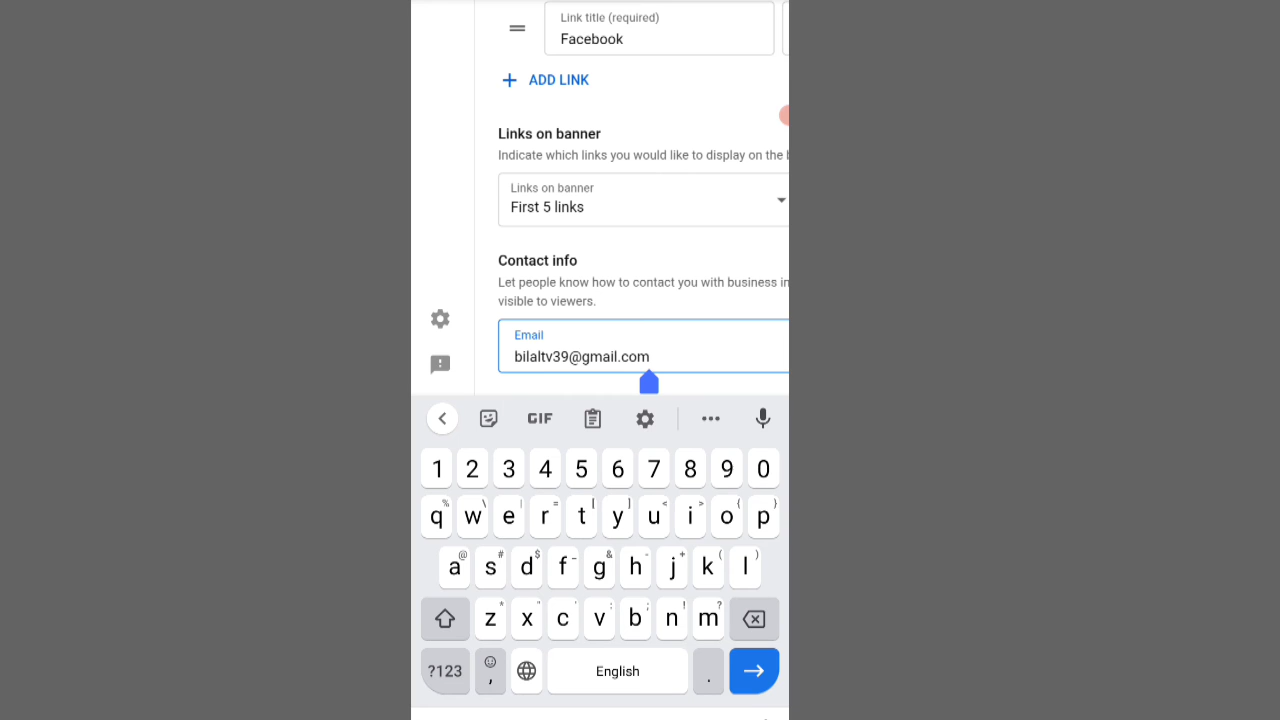 Link title (required)
Facebook
ADD LINK
Links on banner
Indicate which links you would like to display on the
Links on banner
First 5 links
Contact info
Let people know how to contact you with business
visible to viewers.
Email
bilaltv39@gmail.com
GIF
1 2 3 4 5 6 7 8 9 0
% \ | = [ ] < > { }
q w e r t y u i o p
@ # $ _ & - + ( )
a s d f g h j k l
* " ' : ; ! ?
z x c v b n m
?123 , English .